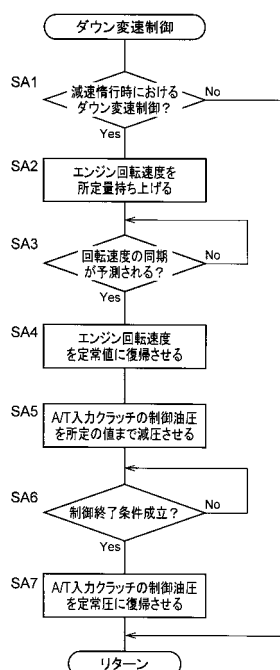 ダウン変速制御
SA1
減速惰行時における
ダウン変速制御?
No
Yes
SA2
エンジン回転速度を
所定量持ち上げる
SA3
回転速度の同期
が予測される?
No
Yes
SA4
エンジン回転速度
を定常値に復帰させる
SA5
A/T入力クラッチの制御油圧
を所定の値まで減圧させる
SA6
制御終了条件成立?
No
Yes
SA7
A/T入力クラッチの制御油圧
を定常圧に復帰させる
リターン